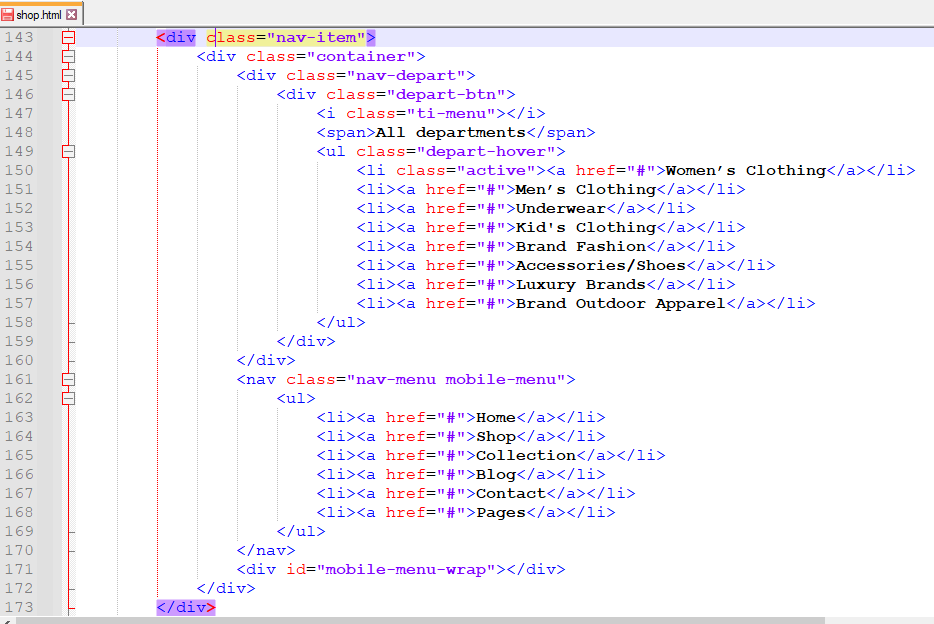 shop.html
143 <div class="nav-item">
144 <div class="container">
145 <div class="nav-depart">
146 <div class="depart-btn">
147 <i class="ti-menu"></i>
148 <span>All departments</span>
149 <ul class="depart-hover">
150 <li class="active"><a href="#">Women’s Clothing</a></li>
151 <li><a href="#">Men’s Clothing</a></li>
152 <li><a href="#">Underwear</a></li>
153 <li><a href="#">Kid's Clothing</a></li>
154 <li><a href="#">Brand Fashion</a></li>
155 <li><a href="#">Accessories/Shoes</a></li>
156 <li><a href="#">Luxury Brands</a></li>
157 <li><a href="#">Brand Outdoor Apparel</a></li>
158 </ul>
159 </div>
160 </div>
161 <nav class="nav-menu mobile-menu">
162 <ul>
163 <li><a href="#">Home</a></li>
164 <li><a href="#">Shop</a></li>
165 <li><a href="#">Collection</a></li>
166 <li><a href="#">Blog</a></li>
167 <li><a href="#">Contact</a></li>
168 <li><a href="#">Pages</a></li>
169 </ul>
170 </nav>
171 <div id="mobile-menu-wrap"></div>
172 </div>
173 </div>